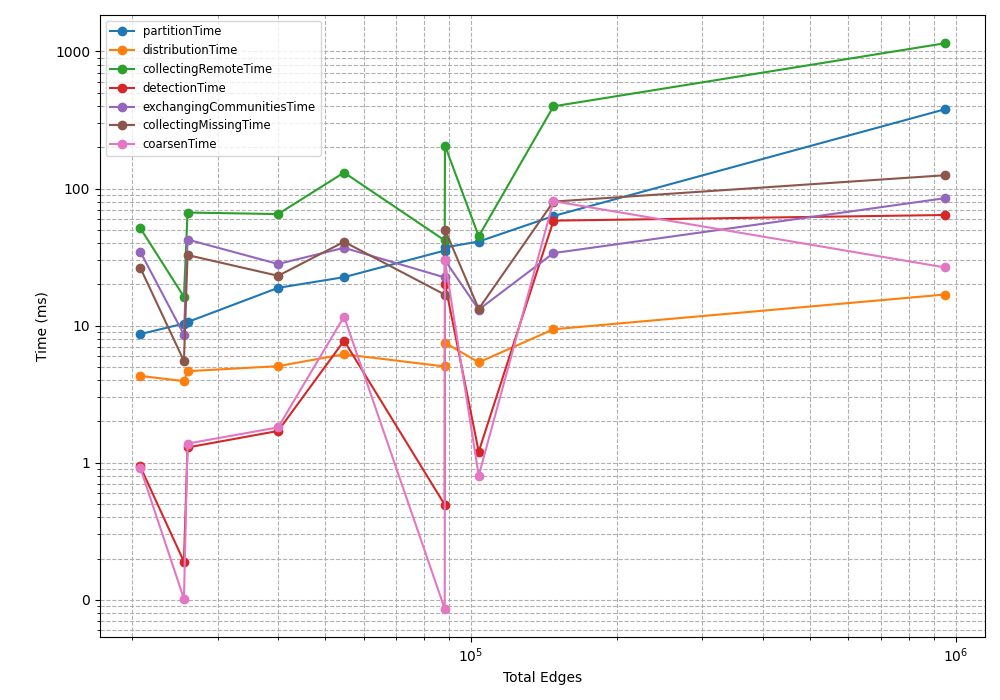 partitionTime
distributionTime
collectingRemoteTime
detectionTime
exchangingCommunitiesTime
collectingMissingTime
coarsenTime
1000
100
10
1
0
Time (ms)
10^5
10^6
Total Edges